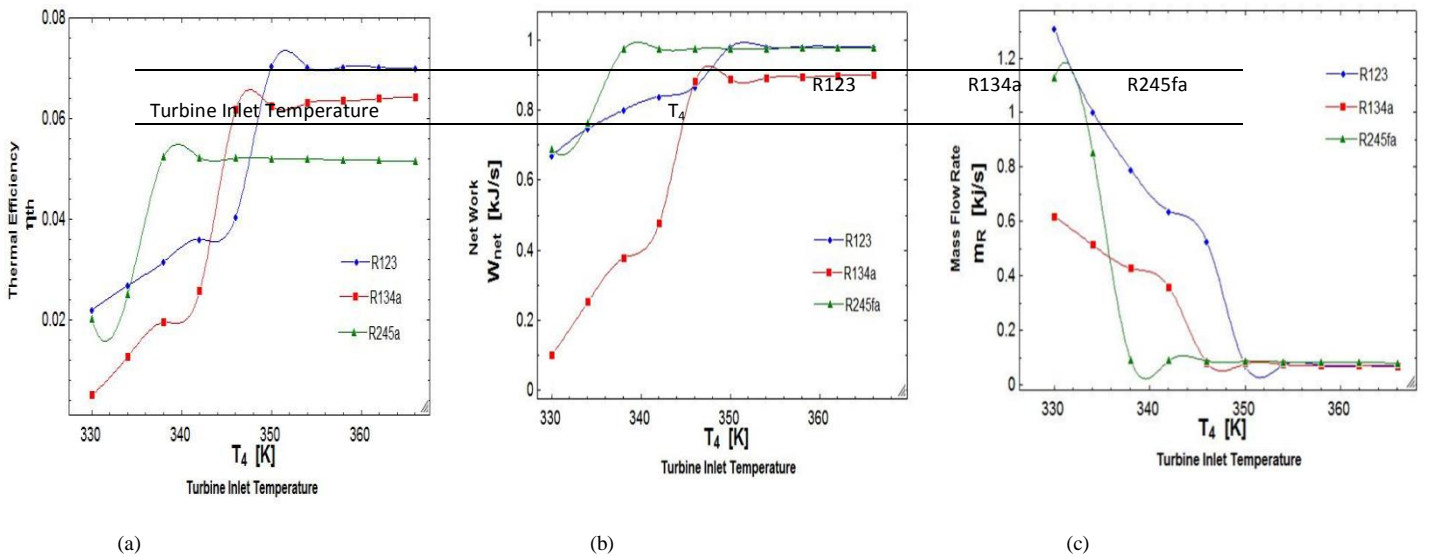 0.08
0.06
0.04
0.02
Thermal Efficiency
ηth
330 340 350 360
T4 [K]
Turbine Inlet Temperature
R123
R134a
R245a
(a)
1
0.8
0.6
0.4
0.2
0
Net Work
Wnet [kJ/s]
330 340 350 360
T4 [K]
Turbine Inlet Temperature
R123
R134a
R245fa
(b)
1.2
1
0.8
0.6
0.4
0.2
0
Mass Flow Rate
mR [kj/s]
330 340 350 360
T4 [K]
Turbine Inlet Temperature
R123
R134a
R245fa
(c)
R123 R134a R245fa
Turbine Inlet Temperature T4